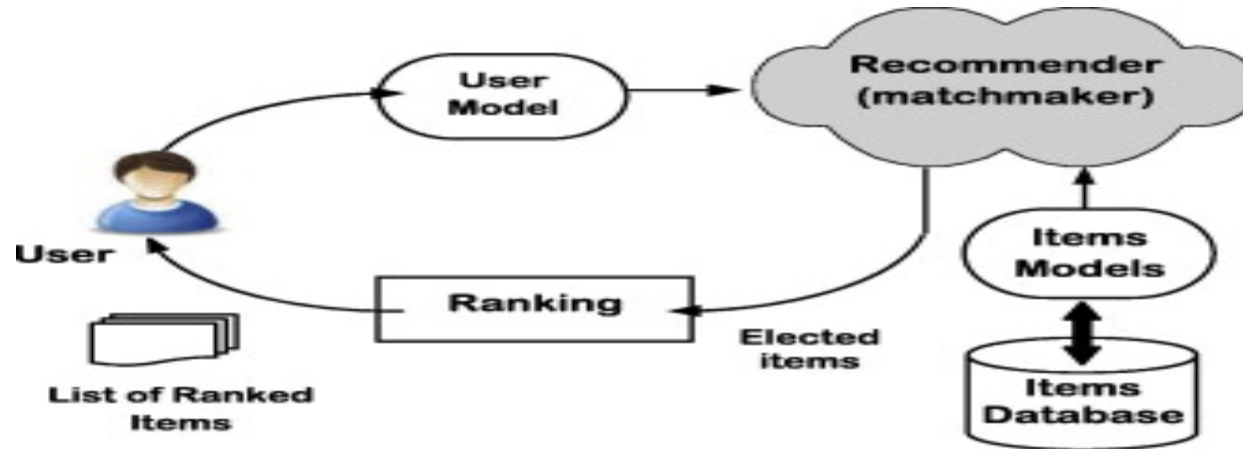 User
Model
Recommender
(matchmaker)
User
Items
Models
Ranking
Elected
items
List of Ranked
Items
Items
Database